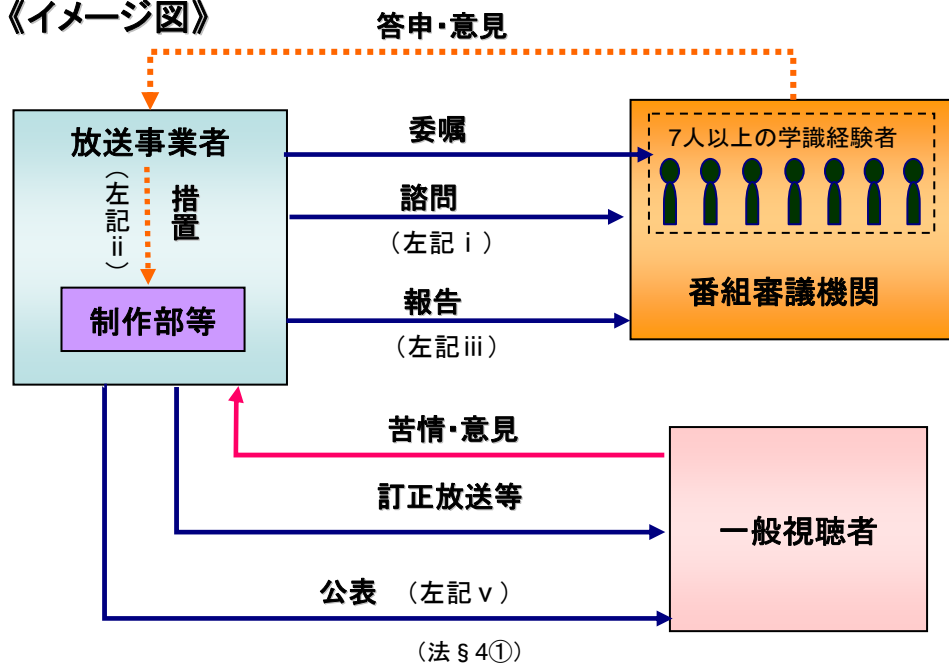 《イメージ図》
答申・意見
放送事業者
（左記ⅱ）
措置
制作部等
委嘱
諮問
（左記ⅰ）
報告
（左記ⅲ）
7人以上の学識経験者
番組審議機関
苦情・意見
訂正放送等
一般視聴者
公表 （左記ⅴ）
（法§4①）